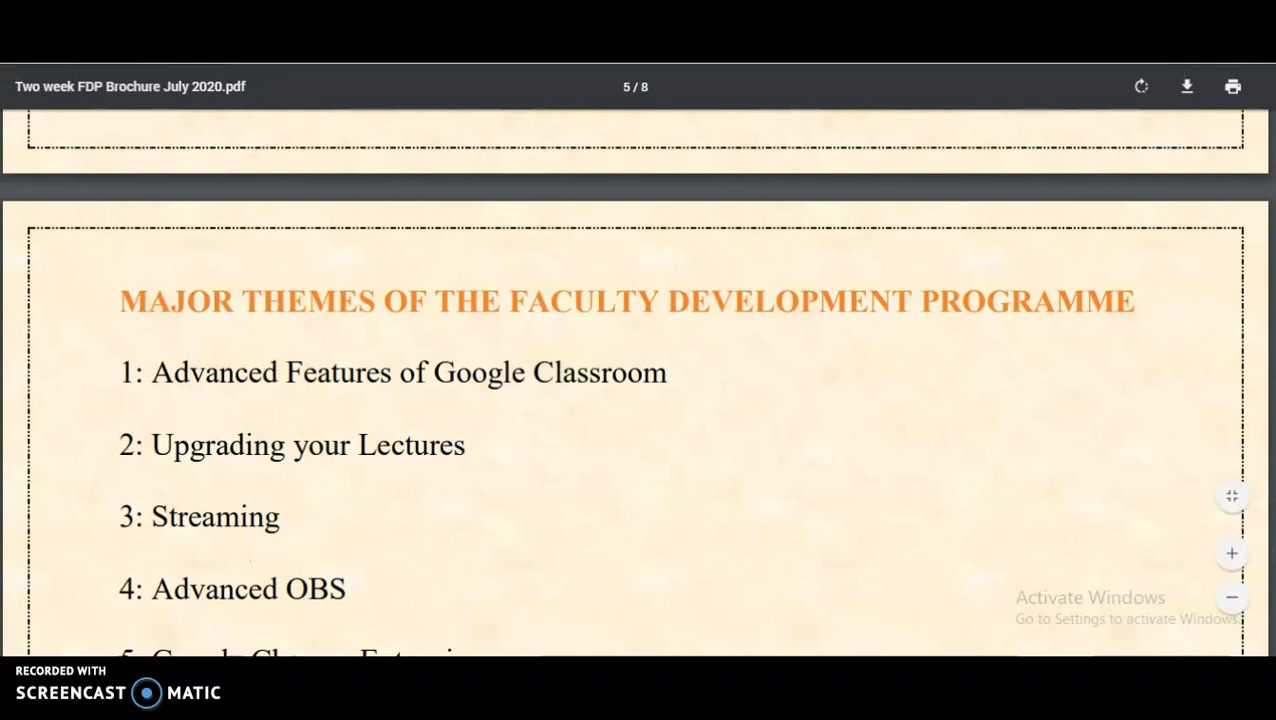 Two week FDP Brochure July 2020.pdf
5 / 8
MAJOR THEMES OF THE FACULTY DEVELOPMENT PROGRAMME
1: Advanced Features of Google Classroom
2: Upgrading your Lectures
3: Streaming
4: Advanced OBS
Activate Windows
Go to Settings to activate Windows.
RECORDED WITH
SCREENCAST MATIC